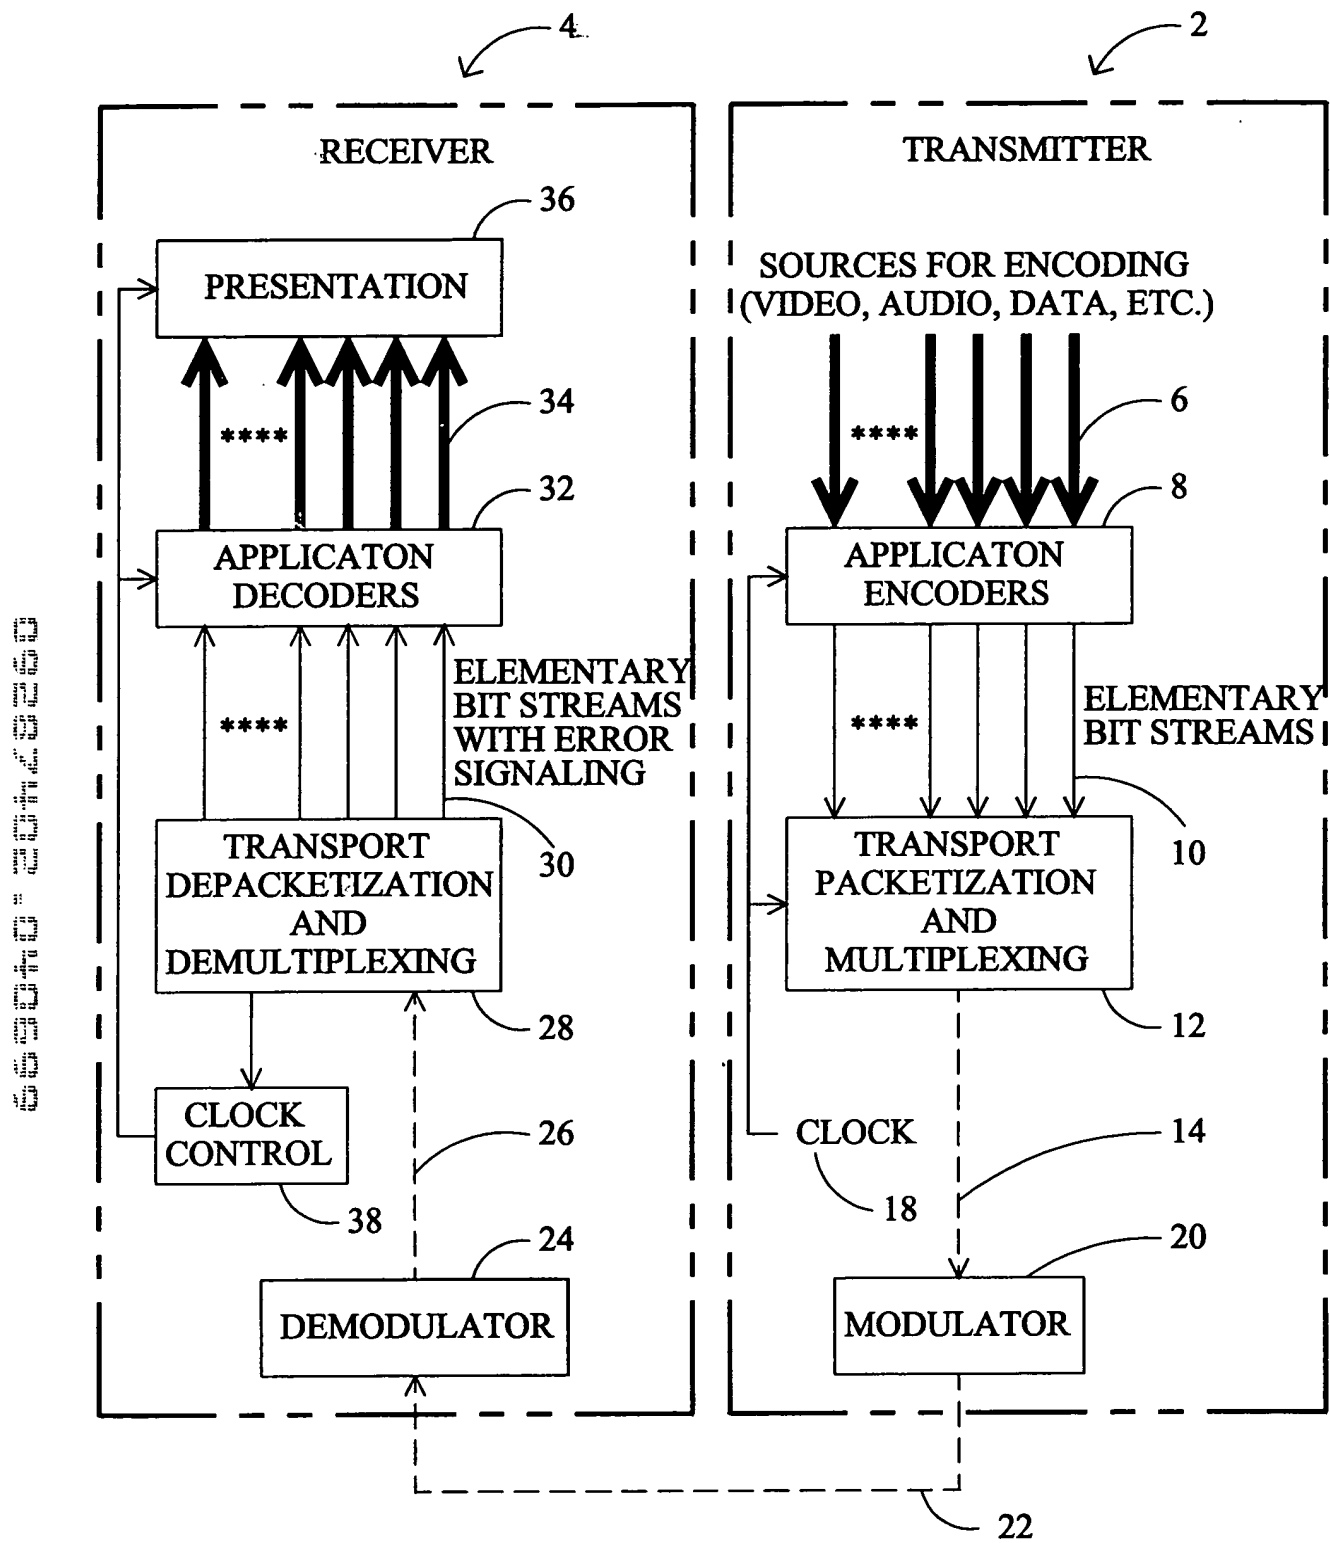 4
2
RECEIVER
36
PRESENTATION
34
****
32
APPLICATON
DECODERS
ELEMENTARY
BIT STREAMS
WITH ERROR
SIGNALING
****
30
TRANSPORT
DEPACKETIZATION
AND
DEMULTIPLEXING
28
CLOCK
CONTROL
38
26
24
DEMODULATOR
TRANSMITTER
SOURCES FOR ENCODING
(VIDEO, AUDIO, DATA, ETC.)
6
****
8
APPLICATON
ENCODERS
ELEMENTARY
BIT STREAMS
****
10
TRANSPORT
PACKETIZATION
AND
MULTIPLEXING
12
CLOCK
18
14
20
MODULATOR
22